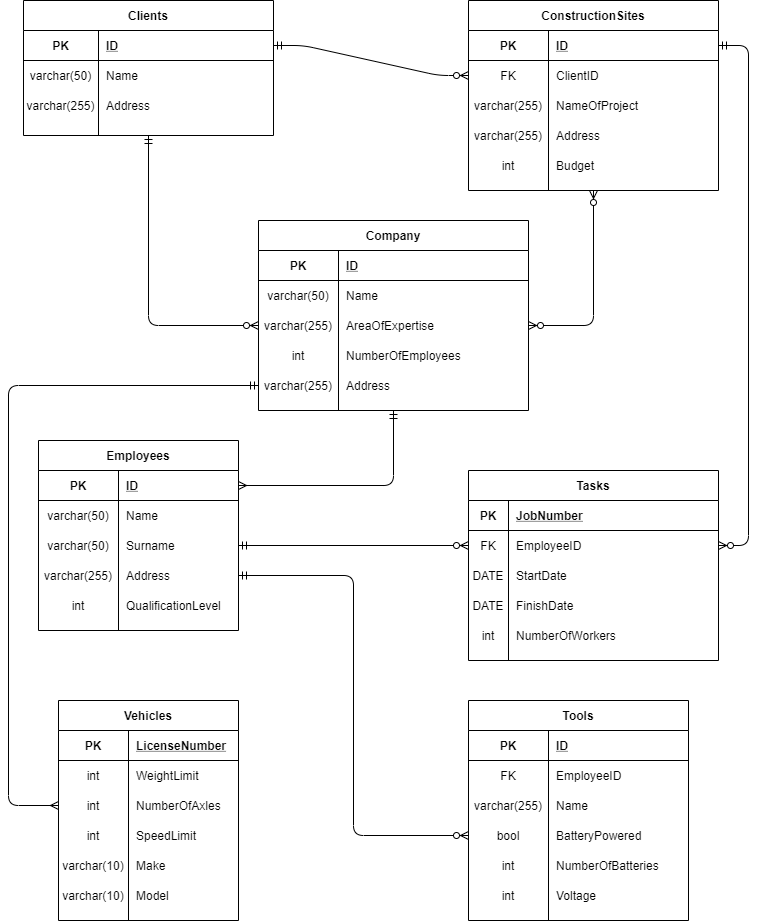 Clients
PK ID
varchar(50) Name
varchar(255) Address
ConstructionSites
PK ID
FK ClientID
varchar(255) NameOfProject
varchar(255) Address
int Budget
Company
PK ID
varchar(50) Name
varchar(255) AreaOfExpertise
int NumberOfEmployees
varchar(255) Address
Employees
PK ID
varchar(50) Name
varchar(50) Surname
varchar(255) Address
int QualificationLevel
Tasks
PK JobNumber
FK EmployeeID
DATE StartDate
DATE FinishDate
int NumberOfWorkers
Vehicles
PK LicenseNumber
int WeightLimit
int NumberOfAxles
int SpeedLimit
varchar(10) Make
varchar(10) Model
Tools
PK ID
FK EmployeeID
varchar(255) Name
bool BatteryPowered
int NumberOfBatteries
int Voltage